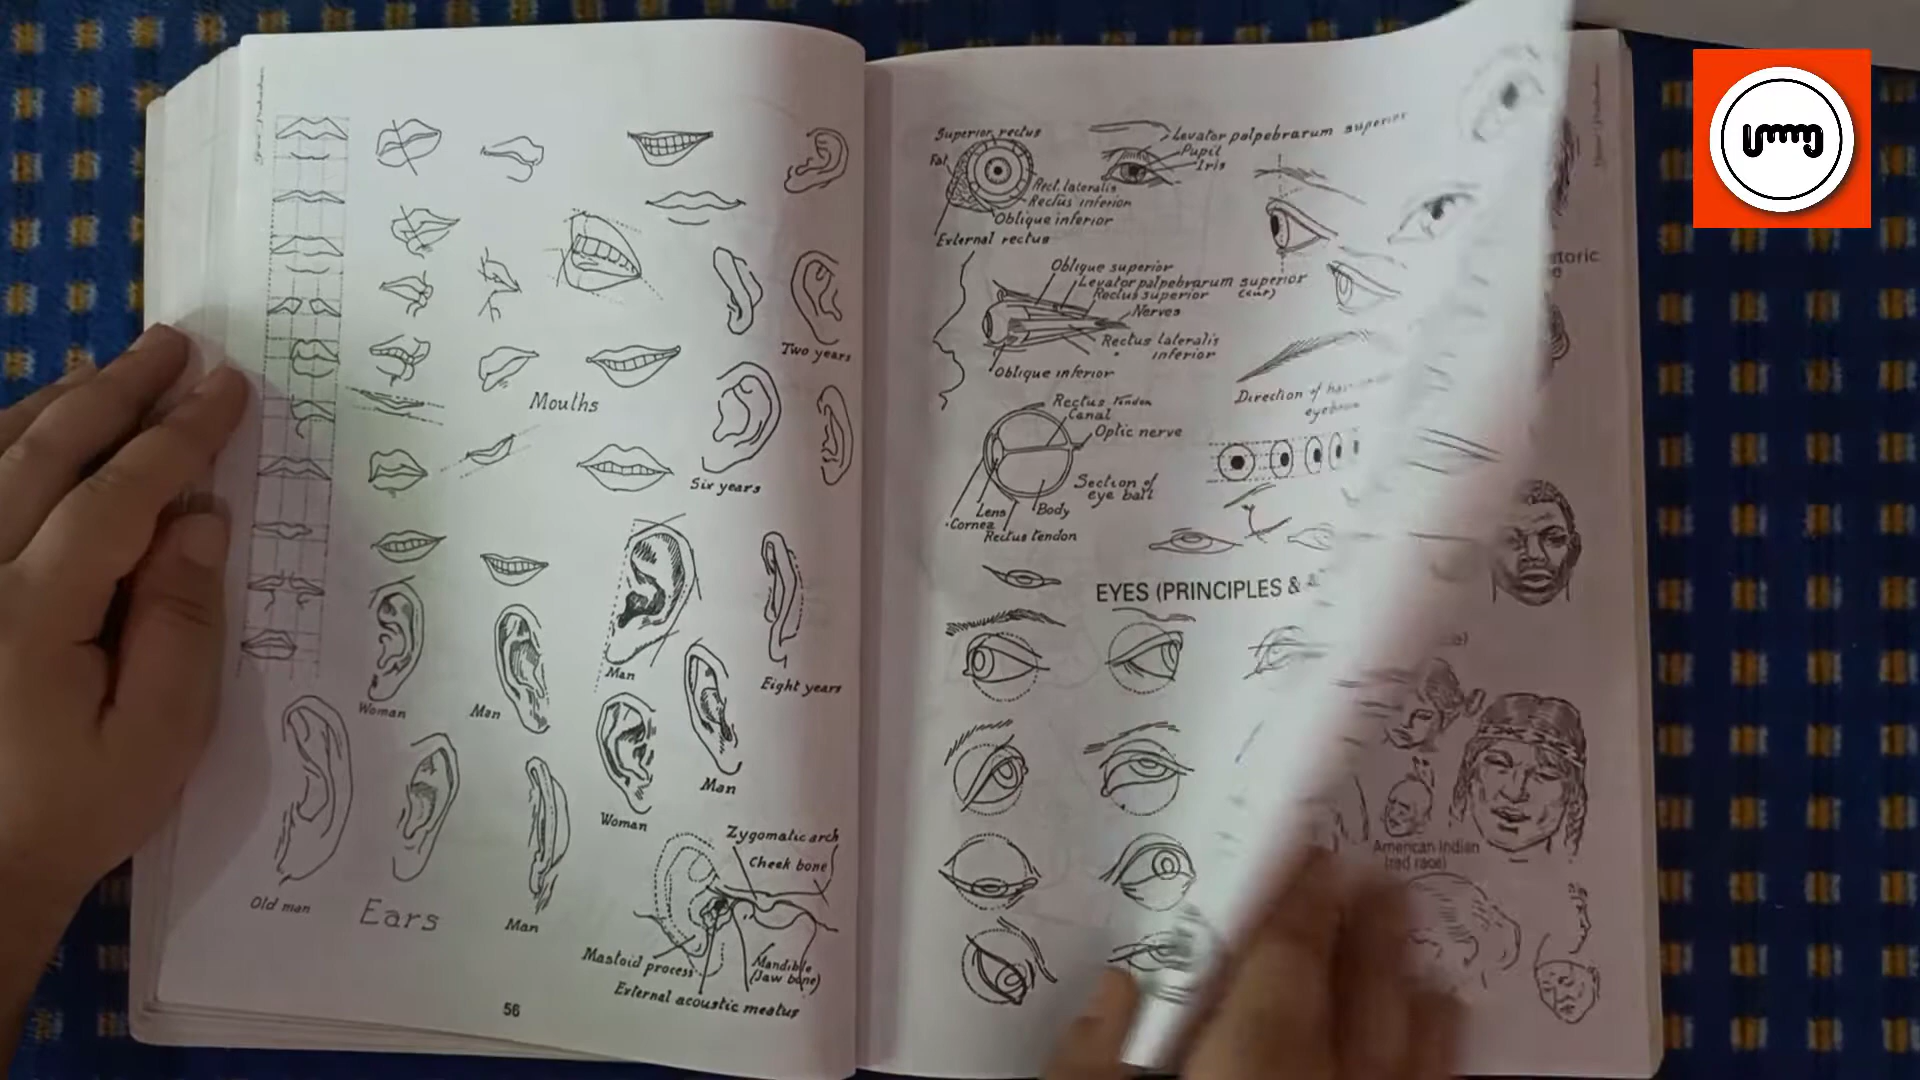 Two years
Mouths
Six years
Man
Eight years
Woman
Man
Man
Woman
Zygomatic arch
Cheek bone
Old man
Ears
Man
Mastoid process
Mandible
(Jaw bone)
External acoustic meatus
56
Superior rectus
Fat
Rect. lateralis
Rectus inferior
Oblique inferior
External rectus
Levator palpebrarum superior
Pupil
Iris
Oblique superior
Levator palpebrarum superior
Rectus superior (cut)
Nerves
Rectus lateralis
inferior
Oblique inferior
Direction of
Rectus tendon
Canal
Optic nerve
Section of
eye ball
Lens
Body
Cornea
Rectus tendon
EYES (PRINCIPLES &
American Indian
(red race)